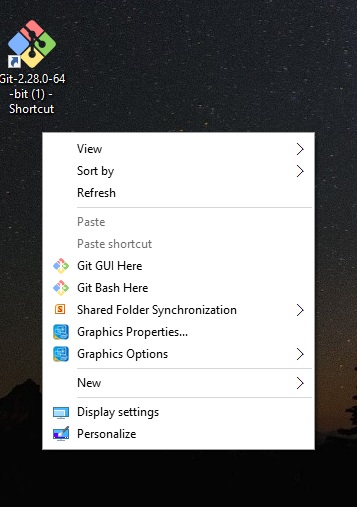 Git-2.28.0-64
-bit (1) -
Shortcut
View
Sort by
Refresh
Paste
Paste shortcut
Git GUI Here
Git Bash Here
S
Shared Folder Synchronization
Graphics Properties...
Graphics Options
New
Display settings
Personalize